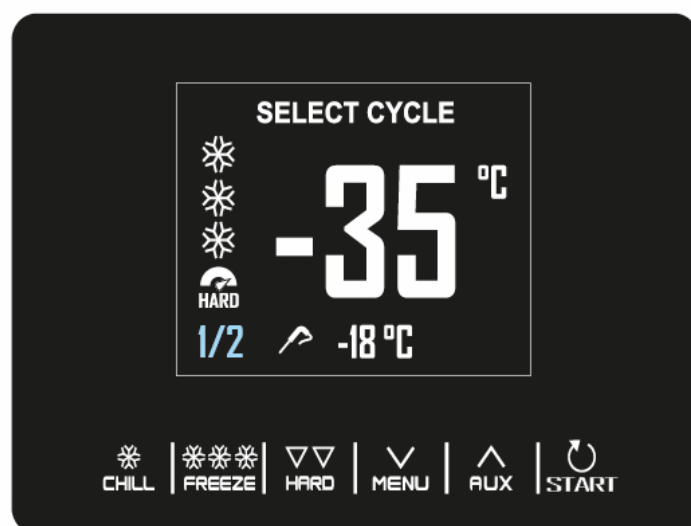 SELECT CYCLE
-35 °C
HARD
1/2 -18 °C
CHILL FREEZE HARD MENU AUX START